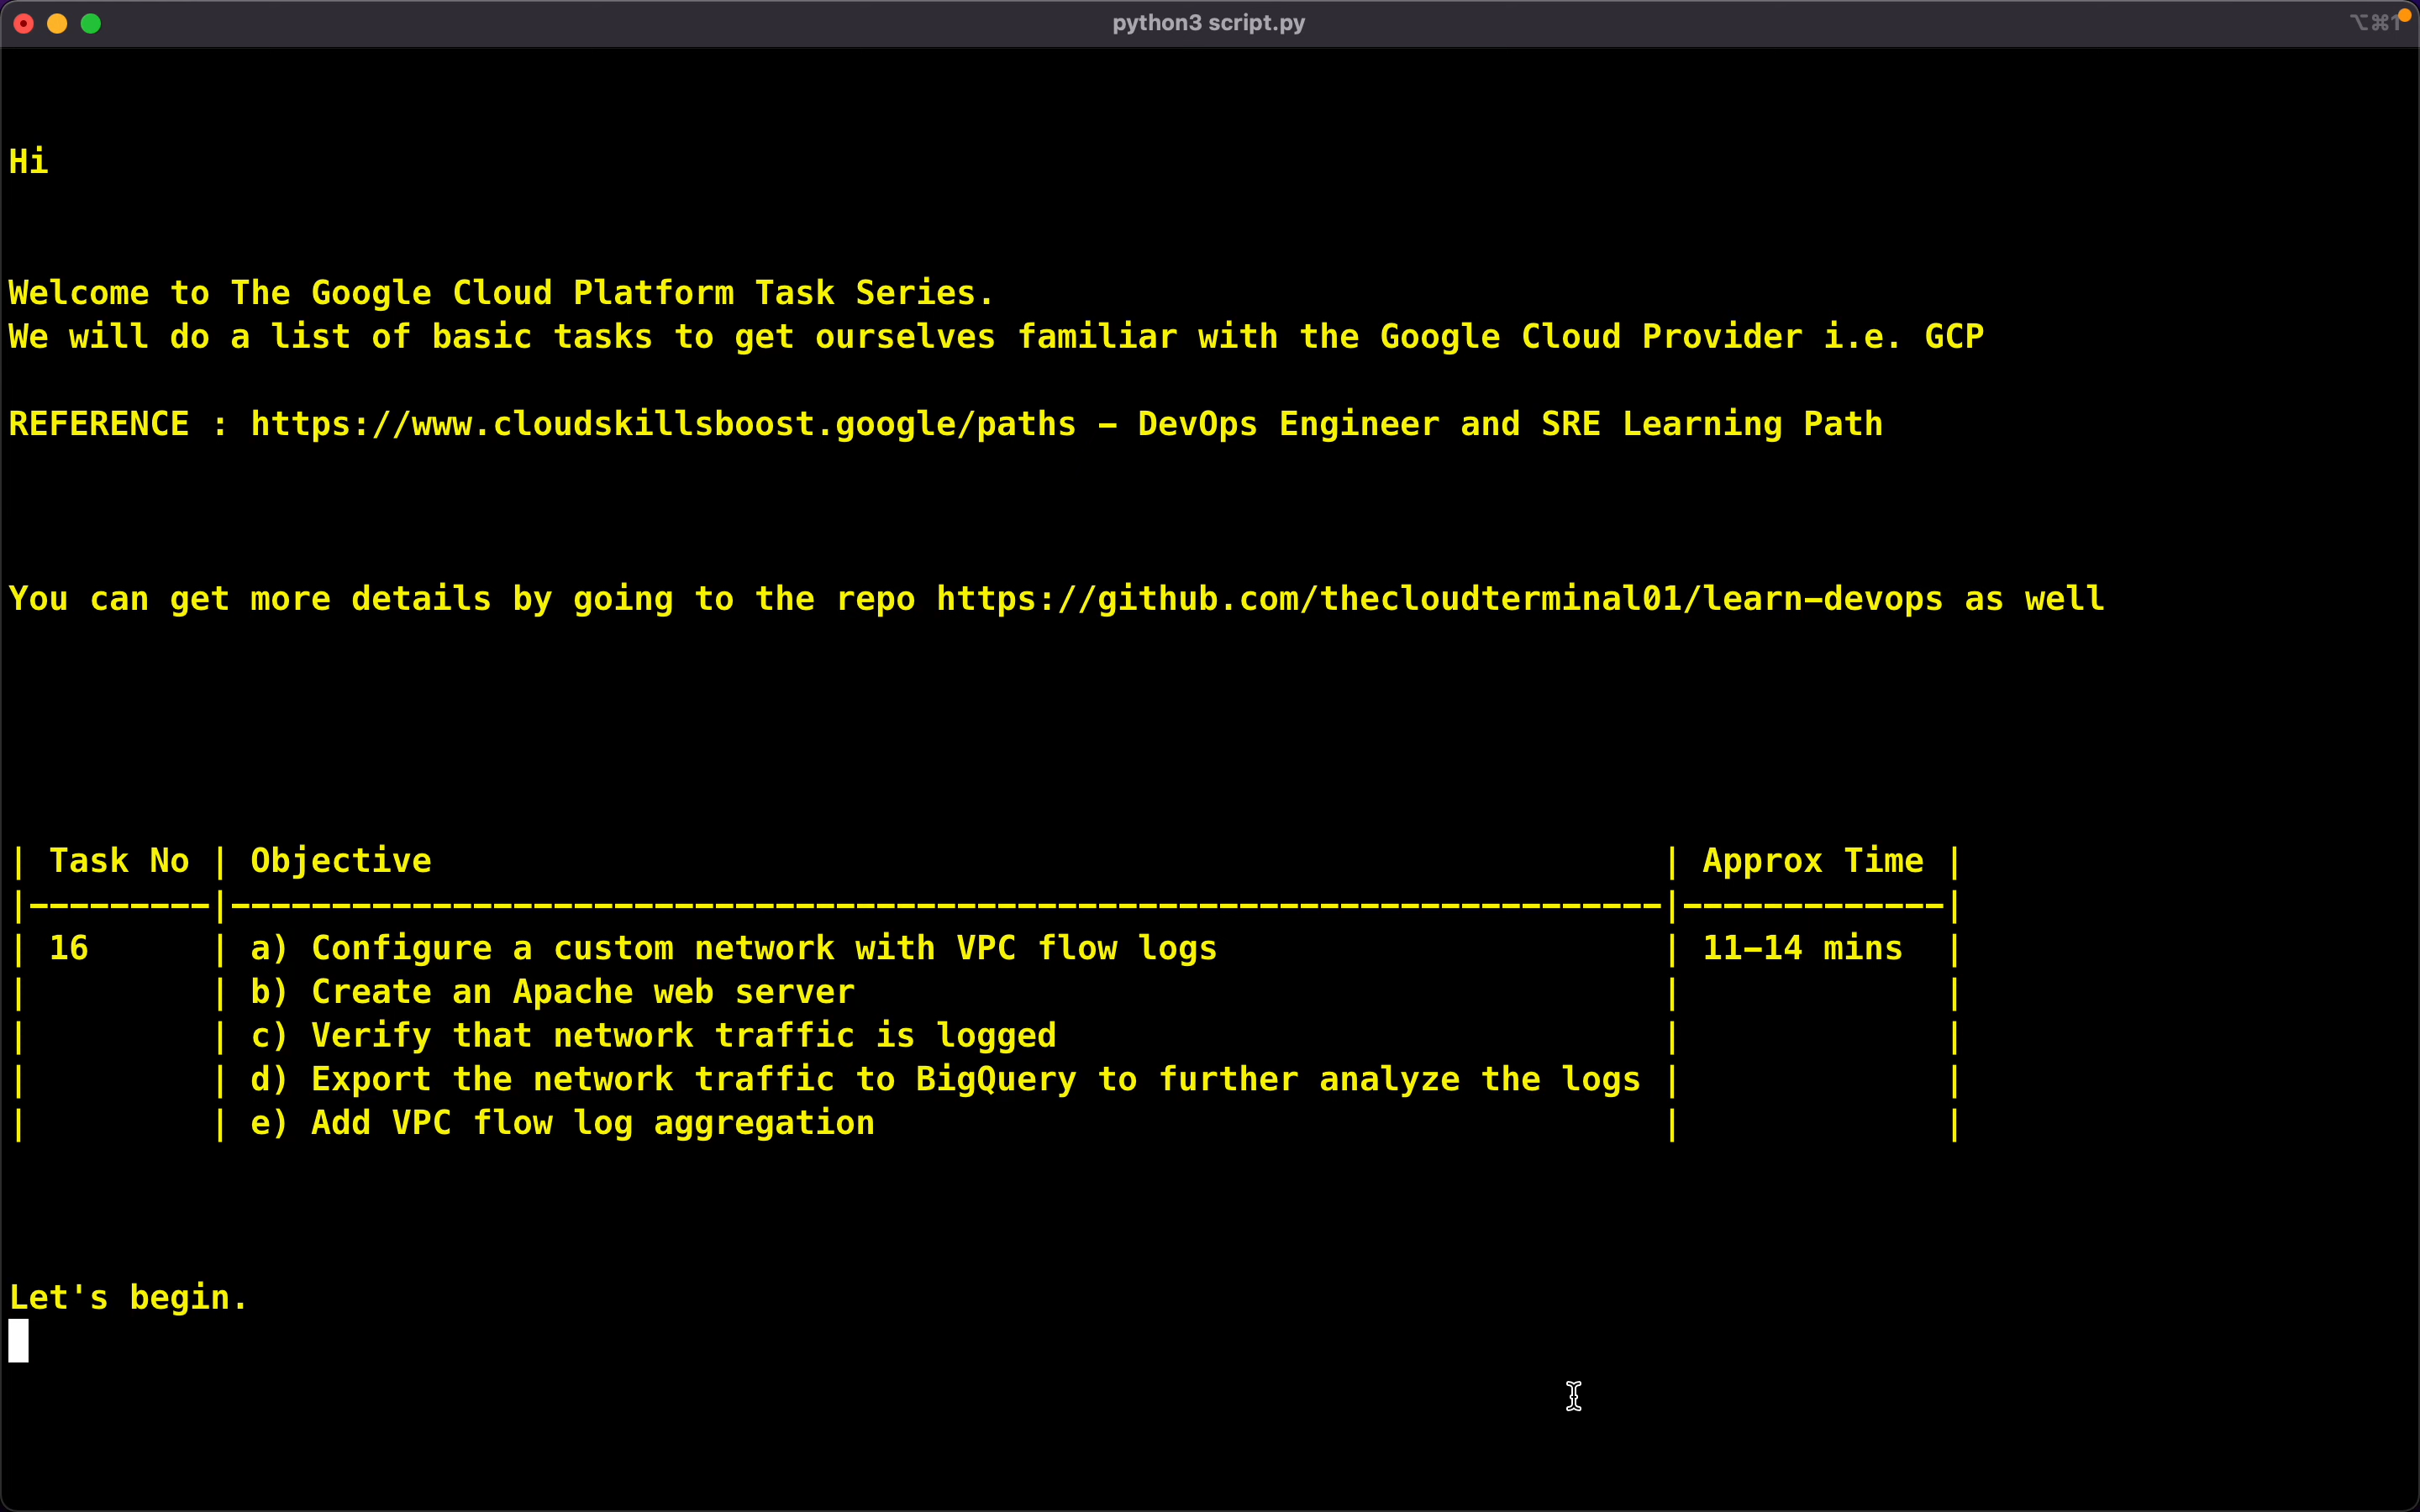 python3 script.py
⌥⌘1
Hi
Welcome to The Google Cloud Platform Task Series.
We will do a list of basic tasks to get ourselves familiar with the Google Cloud Provider i.e. GCP
REFERENCE : https://www.cloudskillsboost.google/paths - DevOps Engineer and SRE Learning Path
You can get more details by going to the repo https://github.com/thecloudterminal01/learn-devops as well
| Task No | Objective | Approx Time |
|---------|-----------------------------------------------------------------------|-------------|
| 16 | a) Configure a custom network with VPC flow logs | 11-14 mins |
| | b) Create an Apache web server | |
| | c) Verify that network traffic is logged | |
| | d) Export the network traffic to BigQuery to further analyze the logs | |
| | e) Add VPC flow log aggregation | |
Let's begin.